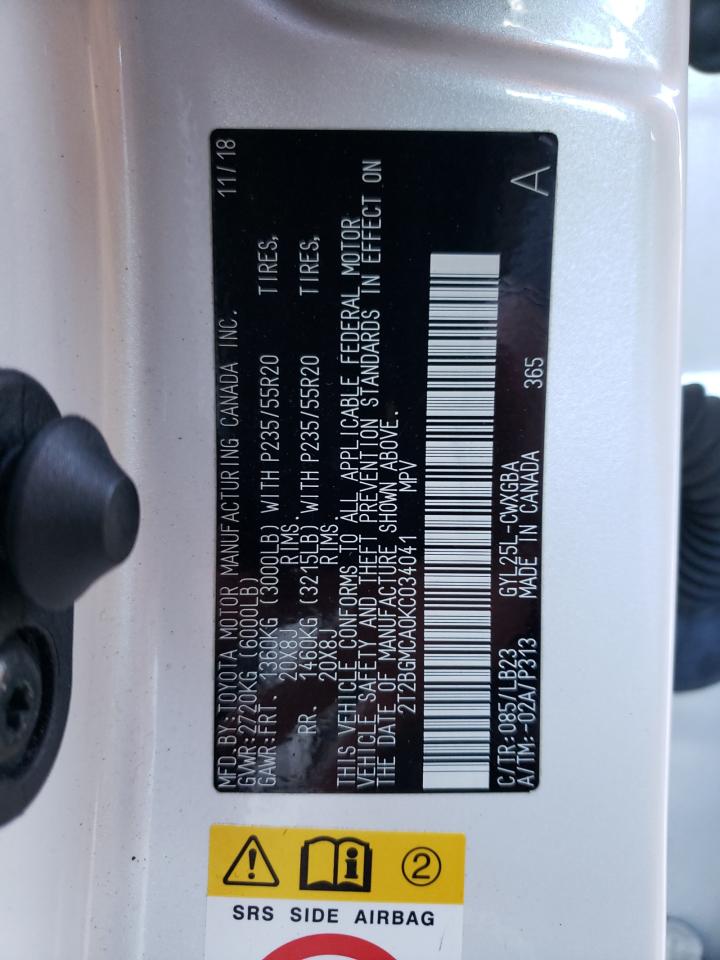 MFD. BY: TOYOTA MOTOR MANUFACTURING CANADA INC. 11/18
GVWR: 2720KG (6000LB)
GAWR: FRT. 1360KG (3000LB) WITH P235/55R20 TIRES,
20X8J RIMS.
RR. 1460KG (3215LB) WITH P235/55R20 TIRES,
20X8J RIMS.
THIS VEHICLE CONFORMS TO ALL APPLICABLE FEDERAL MOTOR
VEHICLE SAFETY AND THEFT PREVENTION STANDARDS IN EFFECT ON
THE DATE OF MANUFACTURE SHOWN ABOVE.
2T2BGMCA0KC034041 MPV
C/TR: 085/LB23 GYL25L-CWXGBA
A/TM: -02A/P313 MADE IN CANADA 365 A
2
SRS SIDE AIRBAG